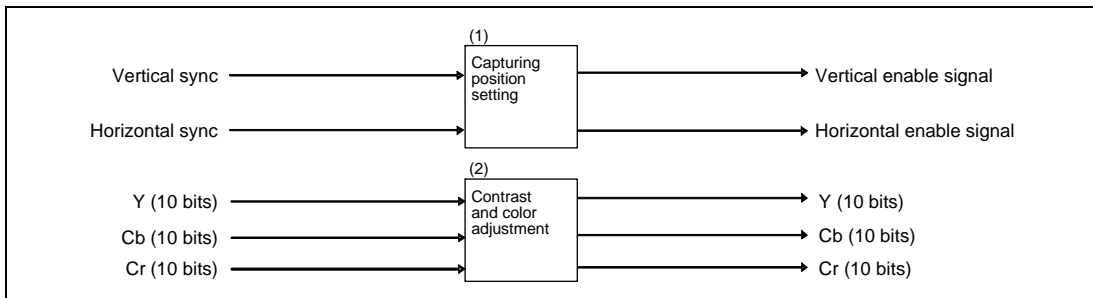 (1)
Capturing
position
setting
Vertical sync
Vertical enable signal
Horizontal sync
Horizontal enable signal
(2)
Contrast
and color
adjustment
Y (10 bits)
Y (10 bits)
Cb (10 bits)
Cb (10 bits)
Cr (10 bits)
Cr (10 bits)